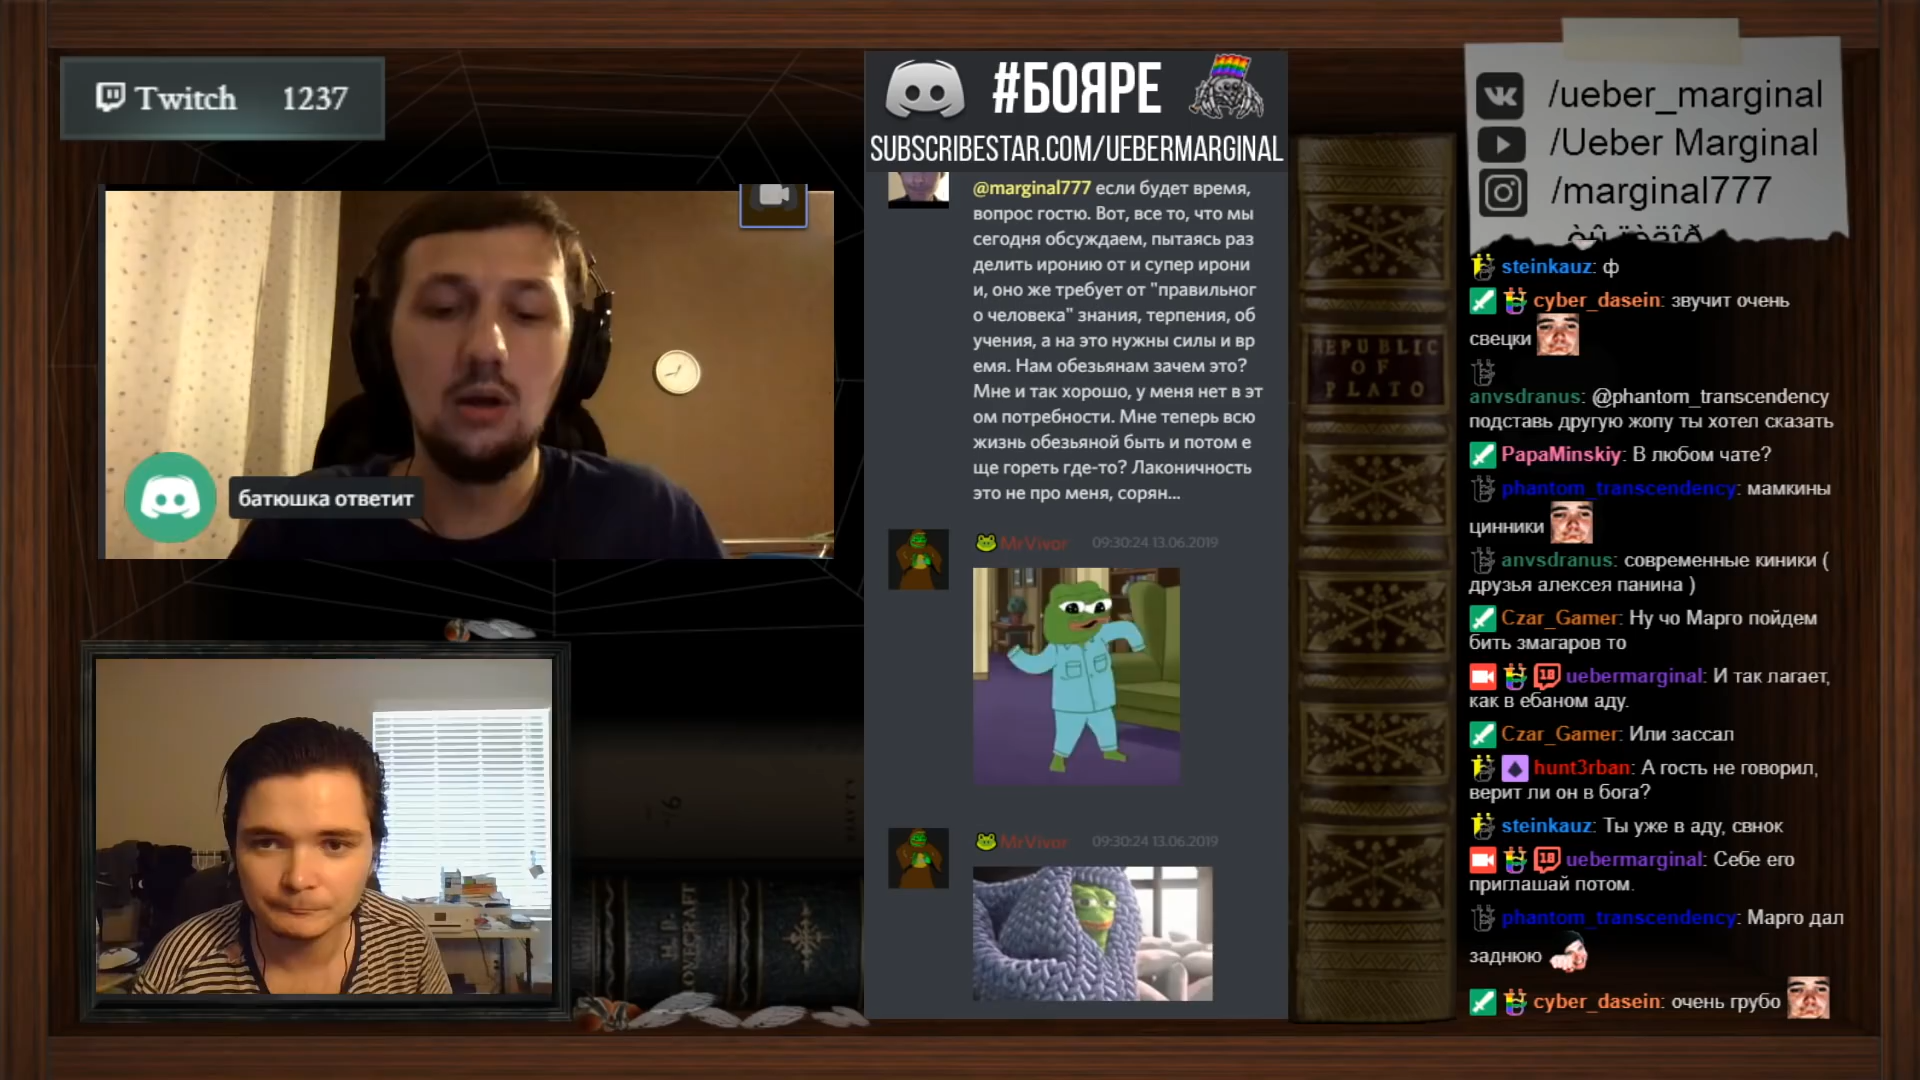 Twitch 1237
батюшка ответит
H. P. LOVECRAFT
#БОЯРЕ
SUBSCRIBESTAR.COM/UEBERMARGINAL
@marginal777 если будет время,
вопрос гостю. Вот, все то, что мы
сегодня обсуждаем, пытаясь раз
делить иронию от и супер ирони
и, оно же требует от "правильног
о человека" знания, терпения, об
учения, а на это нужны силы и вр
емя. Нам обезьянам зачем это?
Мне и так хорошо, у меня нет в эт
ом потребности. Мне теперь всю
жизнь обезьяной быть и потом е
ще гореть где-то? Лаконичность
это не про меня, сорян...
MrVivor 09:30:24 13.06.2019
MrVivor 09:30:24 13.06.2019
REPUBLIC
OF
PLATO
/ueber_marginal
/Ueber Marginal
/marginal777
steinkauz: ф
cyber_dasein: звучит очень
свецки
anvsdranus: @phantom_transcendency
подставь другую жопу ты хотел сказать
PapaMinskiy: В любом чате?
phantom_transcendency: мамкины
цинники
anvsdranus: современные киники (
друзья алексея панина )
Czar_Gamer: Ну чо Марго пойдем
бить змагаров то
18 uebermarginal: И так лагает,
как в ебаном аду.
Czar_Gamer: Или зассал
hunt3rban: А гость не говорил,
верит ли он в бога?
steinkauz: Ты уже в аду, свнок
18 uebermarginal: Себе его
приглашай потом.
phantom_transcendency: Марго дал
заднюю
cyber_dasein: очень грубо